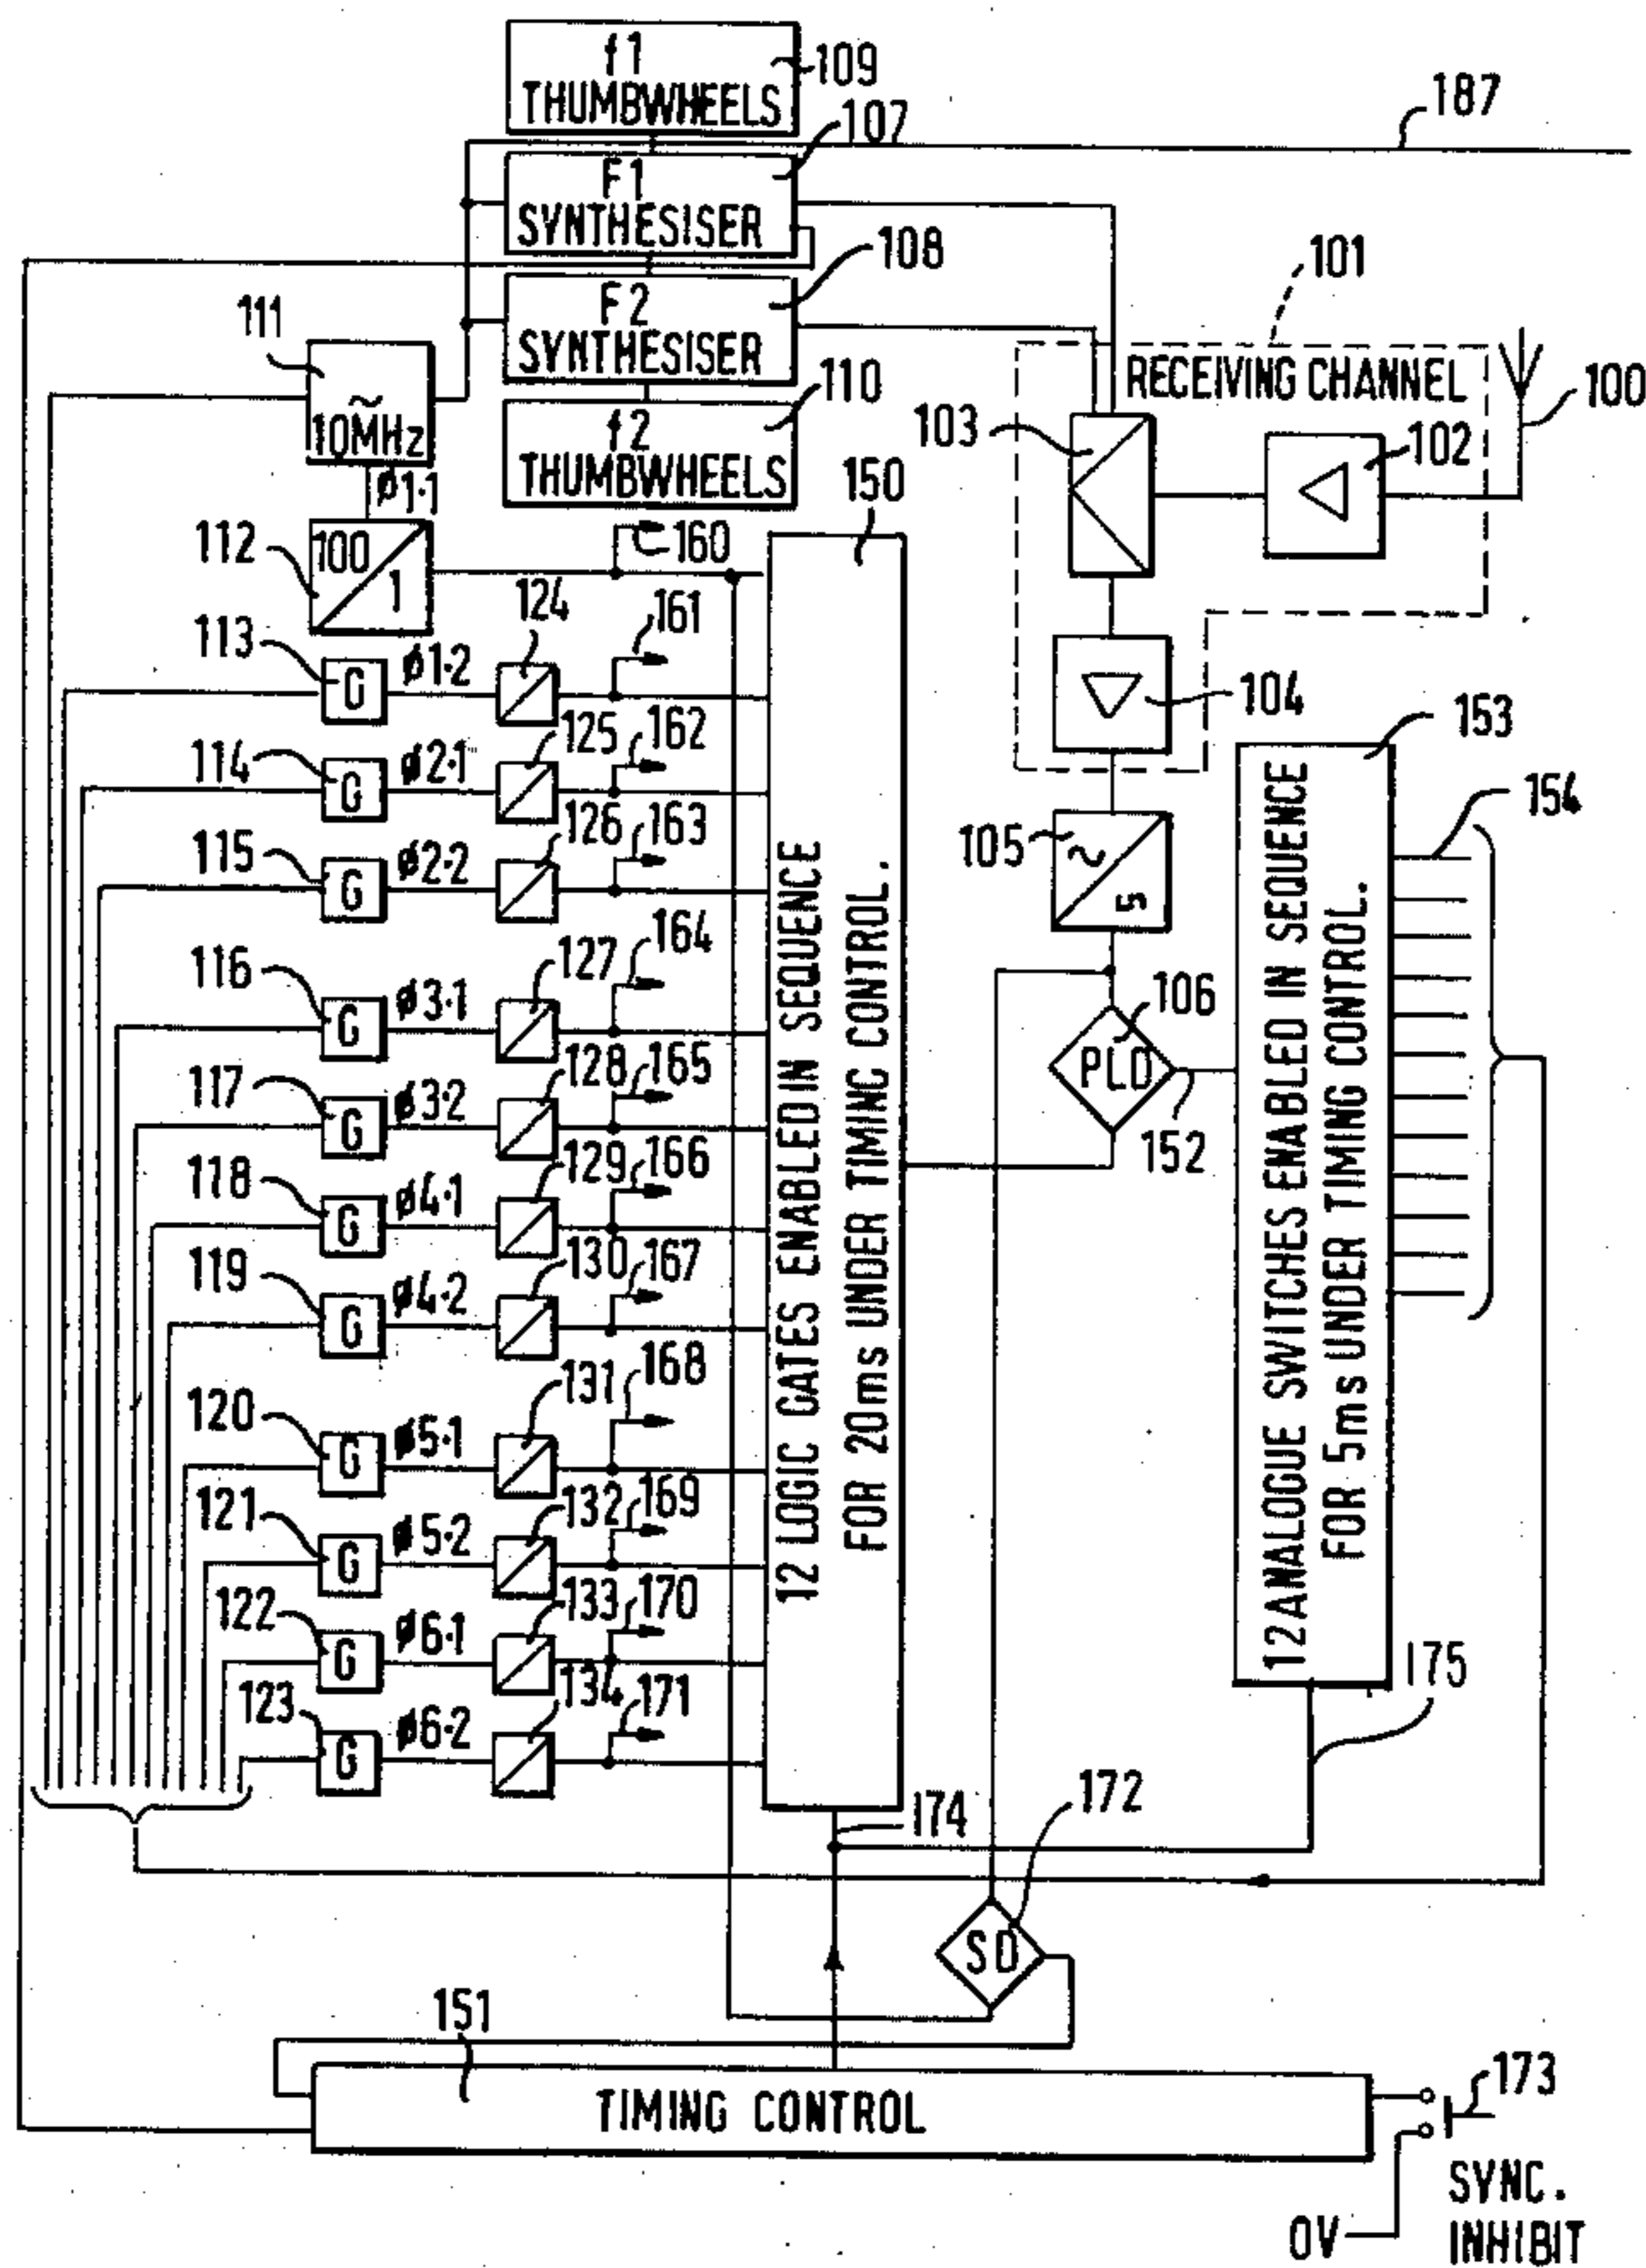 f1
THUMBWHEELS
109
107
187
F1
SYNTHESISER
108
F2
SYNTHESISER
101
111
~
10MHz
ø1·1
f2
THUMBWHEELS
110
RECEIVING CHANNEL
100
103
102
150
112
100
1
160
113
G
ø1·2
124
161
104
114
G
ø2·1
125
162
153
115
G
ø2·2
126
163
105
154
116
G
ø3·1
127
164
106
PLD
152
117
G
ø3·2
128
165
118
G
ø4·1
129
166
119
G
ø4·2
130
167
120
G
ø5·1
131
168
121
G
ø5·2
132
169
122
G
ø6·1
133
170
123
G
ø6·2
134
171
12 LOGIC GATES ENABLED IN SEQUENCE
FOR 20ms UNDER TIMING CONTROL.
12 ANALOGUE SWITCHES ENABLED IN SEQUENCE
FOR 5ms UNDER TIMING CONTROL.
175
174
172
SD
151
TIMING CONTROL
173
SYNC.
INHIBIT
0V